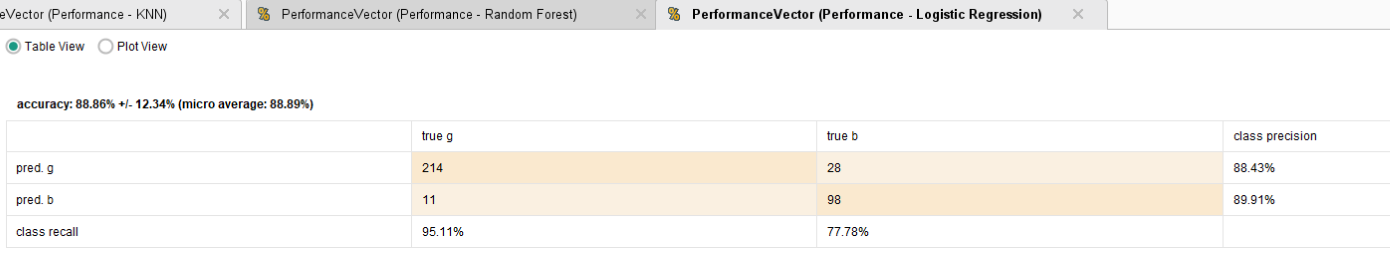 eVector (Performance - KNN) PerformanceVector (Performance - Random Forest) PerformanceVector (Performance - Logistic Regression)
Table View Plot View
accuracy: 88.86% +/- 12.34% (micro average: 88.89%)
true g true b class precision
pred. g 214 28 88.43%
pred. b 11 98 89.91%
class recall 95.11% 77.78%